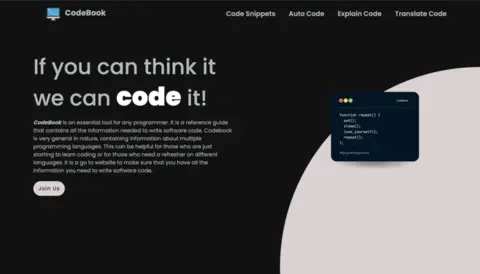 CodeBook
Code Snippets
Auto Code
Explain Code
Translate Code
If you can think it
we can code it!
CodeBook is an essential tool for any programmer. It is a reference guide
that contains all the information needed to write software code. Codebook
is very general in nature, containing information about multiple
programming languages. This can be helpful for those who are just
starting to learn coding or for those who need a refresher on different
languages. It is a go to website to make sure that you have all the
information you need to write software code.
Join Us
function repeat() {
eat();
sleep();
love_yourself();
repeat();
};